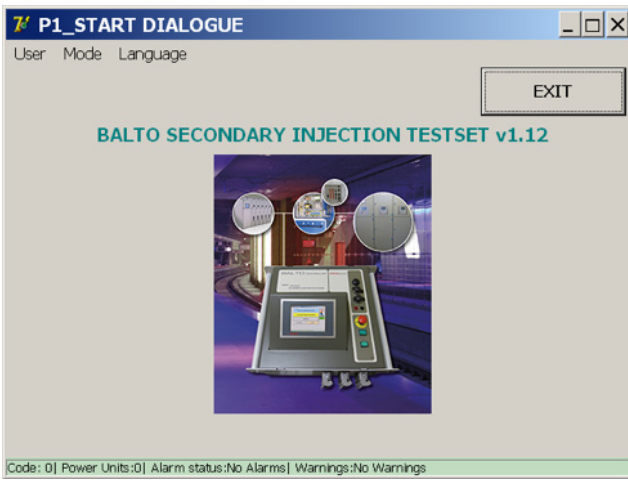 P1_START DIALOGUE
User Mode Language
EXIT
BALTO SECONDARY INJECTION TESTSET v1.12
BALTO
Code: 0| Power Units:0| Alarm status:No Alarms| Warnings:No Warnings